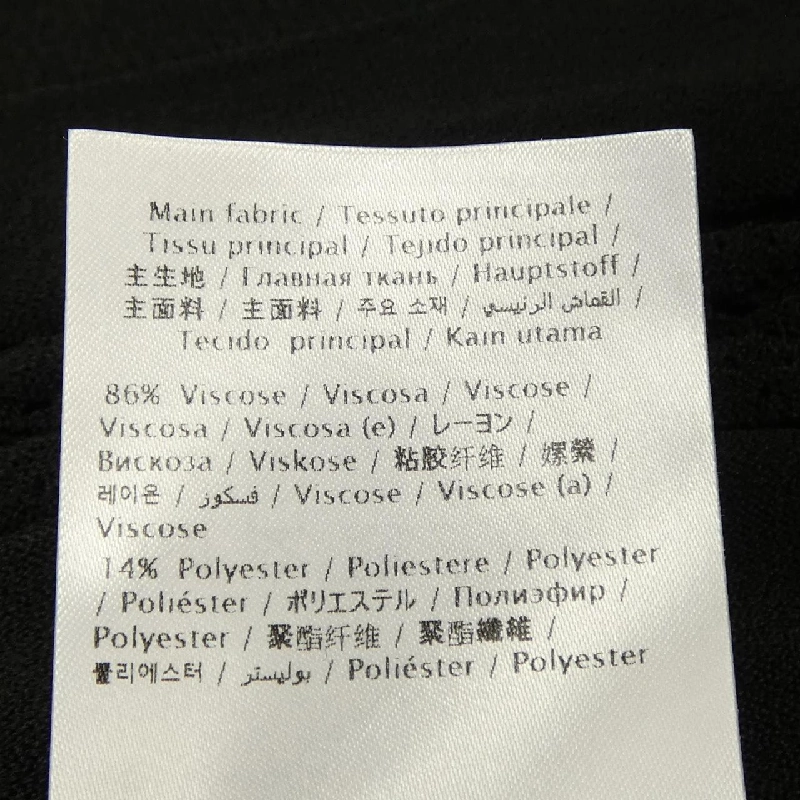 Main fabric / Tessuto principale /
Tissu principal / Tejido principal /
主生地 / Главная ткань / Hauptstoff /
主面料 / 主面料 / 주요 소재 / القماش الرئيسي /
Tecido principal / Kain utama
86% Viscose / Viscosa / Viscose /
Viscosa / Viscosa (e) / レーヨン /
Вискоза / Viskose / 粘胶纤维 / 嫘縈 /
레이온 / فسكوز / Viscose / Viscose (a) /
Viscose
14% Polyester / Poliestere / Polyester
/ Poliéster / ポリエステル / Полиэфир /
Polyester / 聚酯纤维 / 聚酯纖維 /
폴리에스터 / بوليستر / Poliéster / Polyester